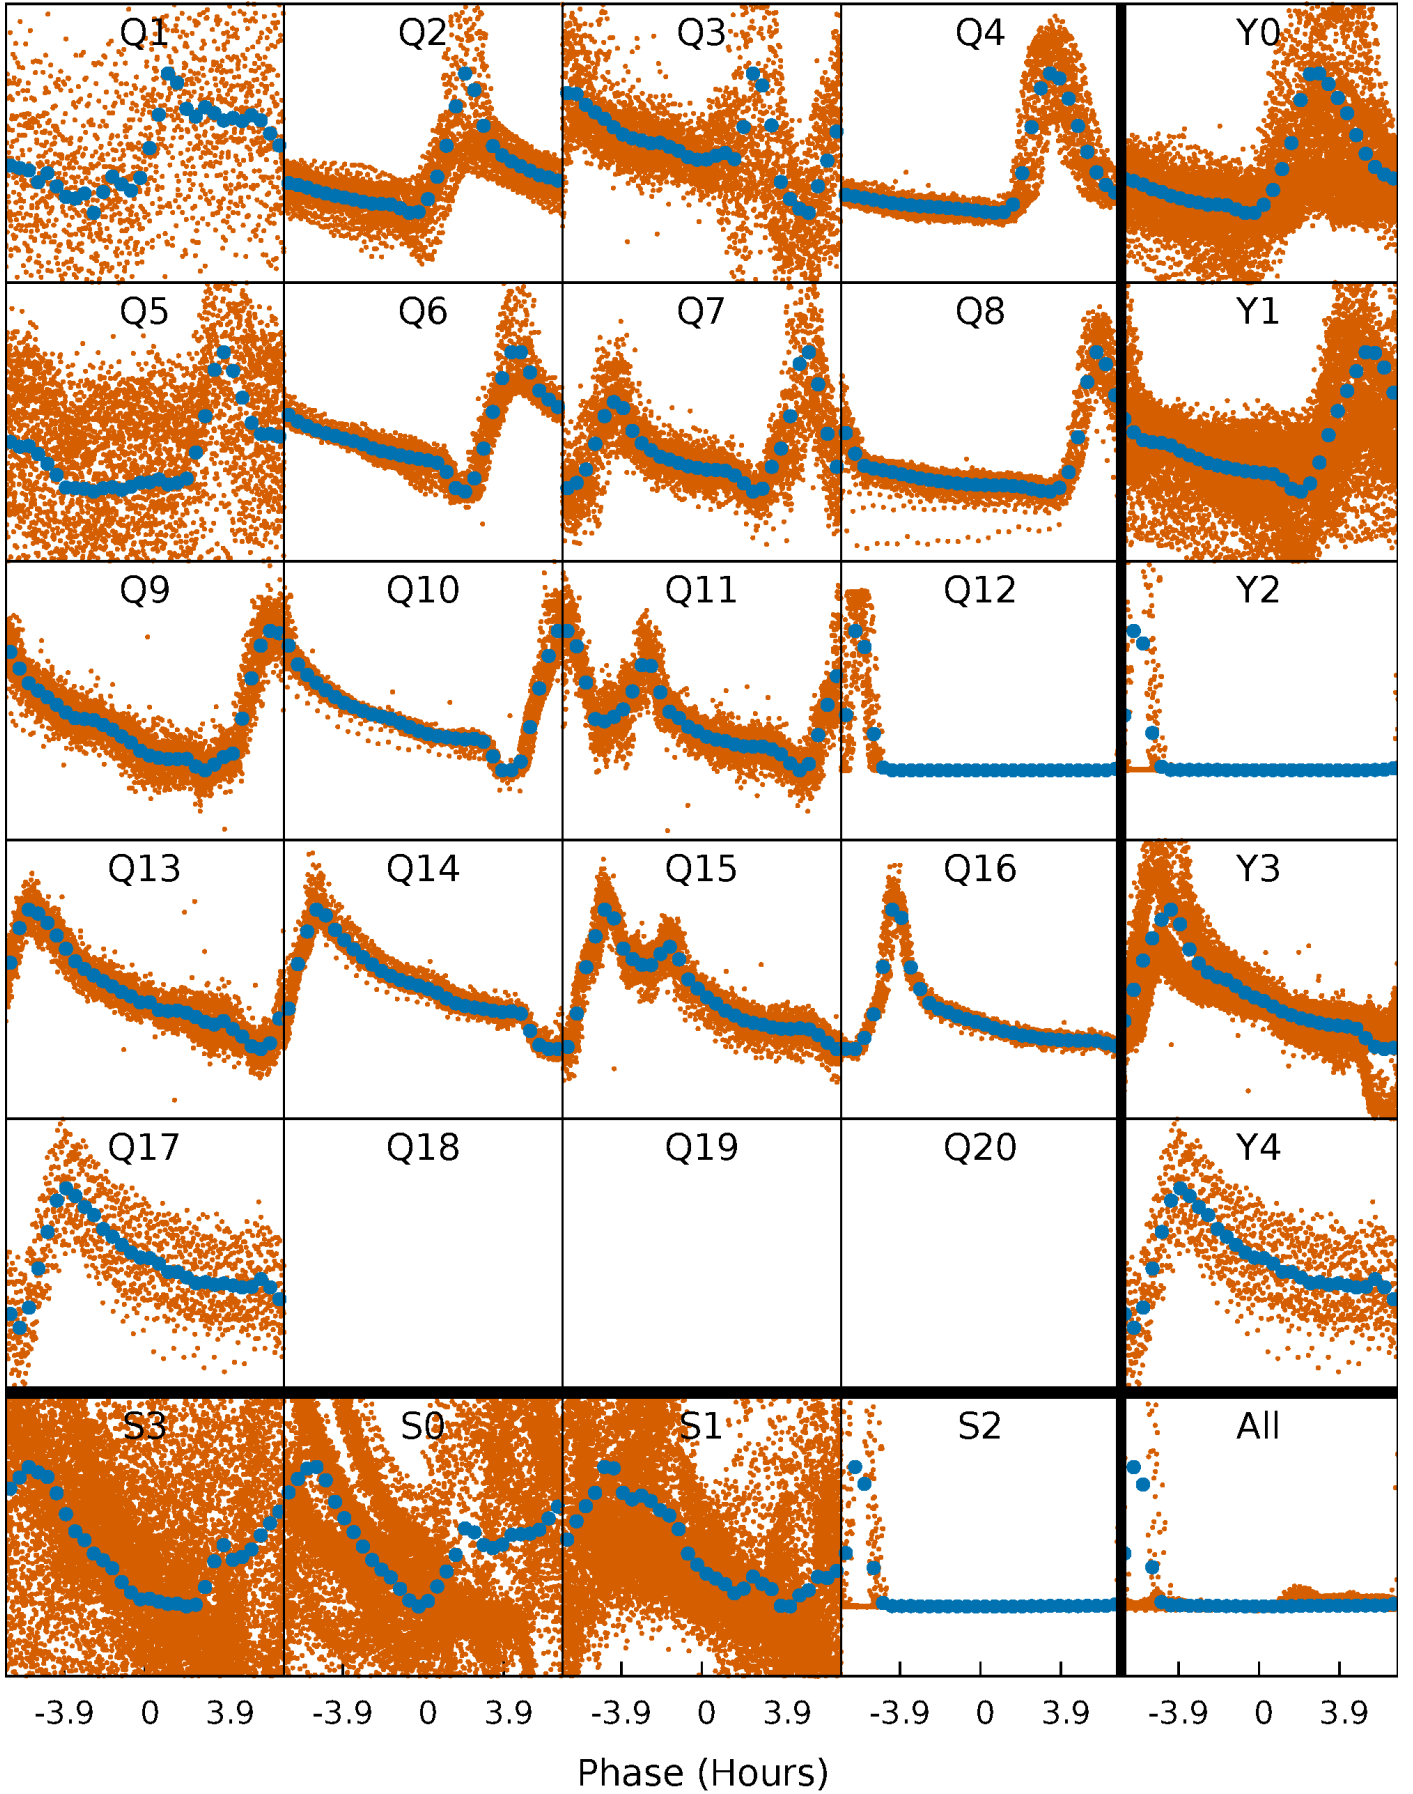 Q1 Q2 Q3 Q4 Y0
Q5 Q6 Q7 Q8 Y1
Q9 Q10 Q11 Q12 Y2
Q13 Q14 Q15 Q16 Y3
Q17 Q18 Q19 Q20 Y4
S3 S0 S1 S2 All
-3.9 0 3.9 -3.9 0 3.9 -3.9 0 3.9 -3.9 0 3.9 -3.9 0 3.9
Phase (Hours)